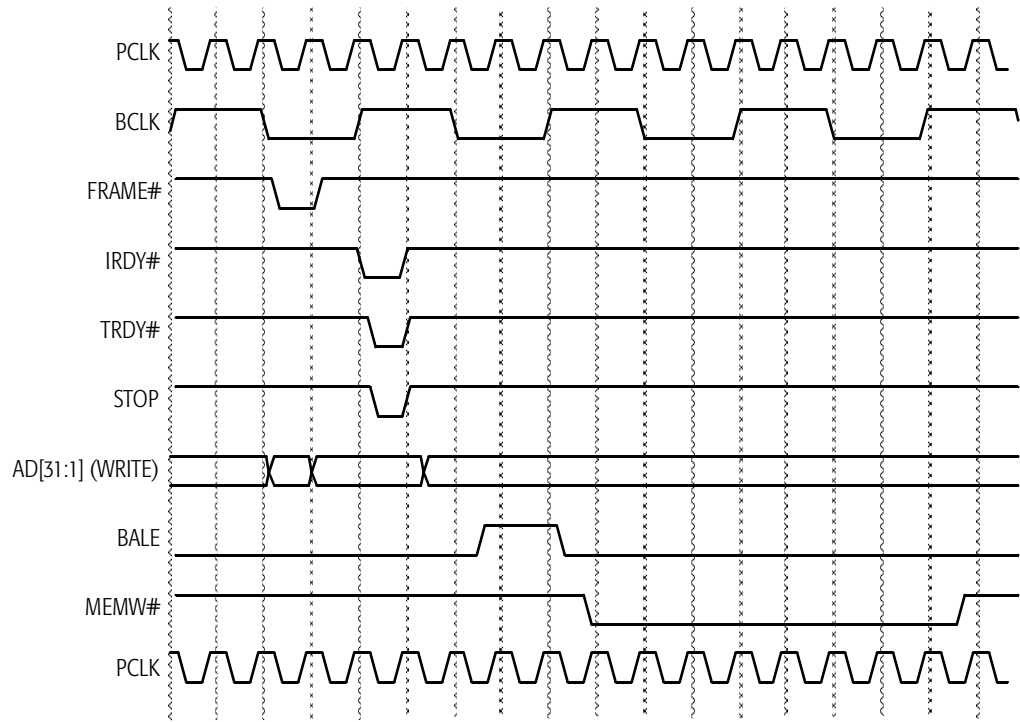 PCLK
BCLK
FRAME#
IRDY#
TRDY#
STOP
AD[31:1] (WRITE)
BALE
MEMW#
PCLK